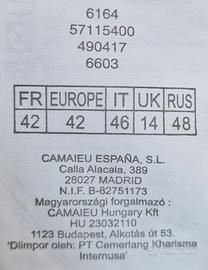 6164
57115400
490417
6603
FR EUROPE IT UK RUS
42 42 46 14 48
CAMAIEU ESPAÑA, S.L.
Calla Alacala, 389
28027 MADRID
N.I.F. B-82751173
Magyarországi forgalmazó :
CAMAIEU Hungary Kft
HU 23032110
1123 Budapest, Alkotás út 53.
'Diimpor oleh: PT Cemerlang Kharisma
Internusa'